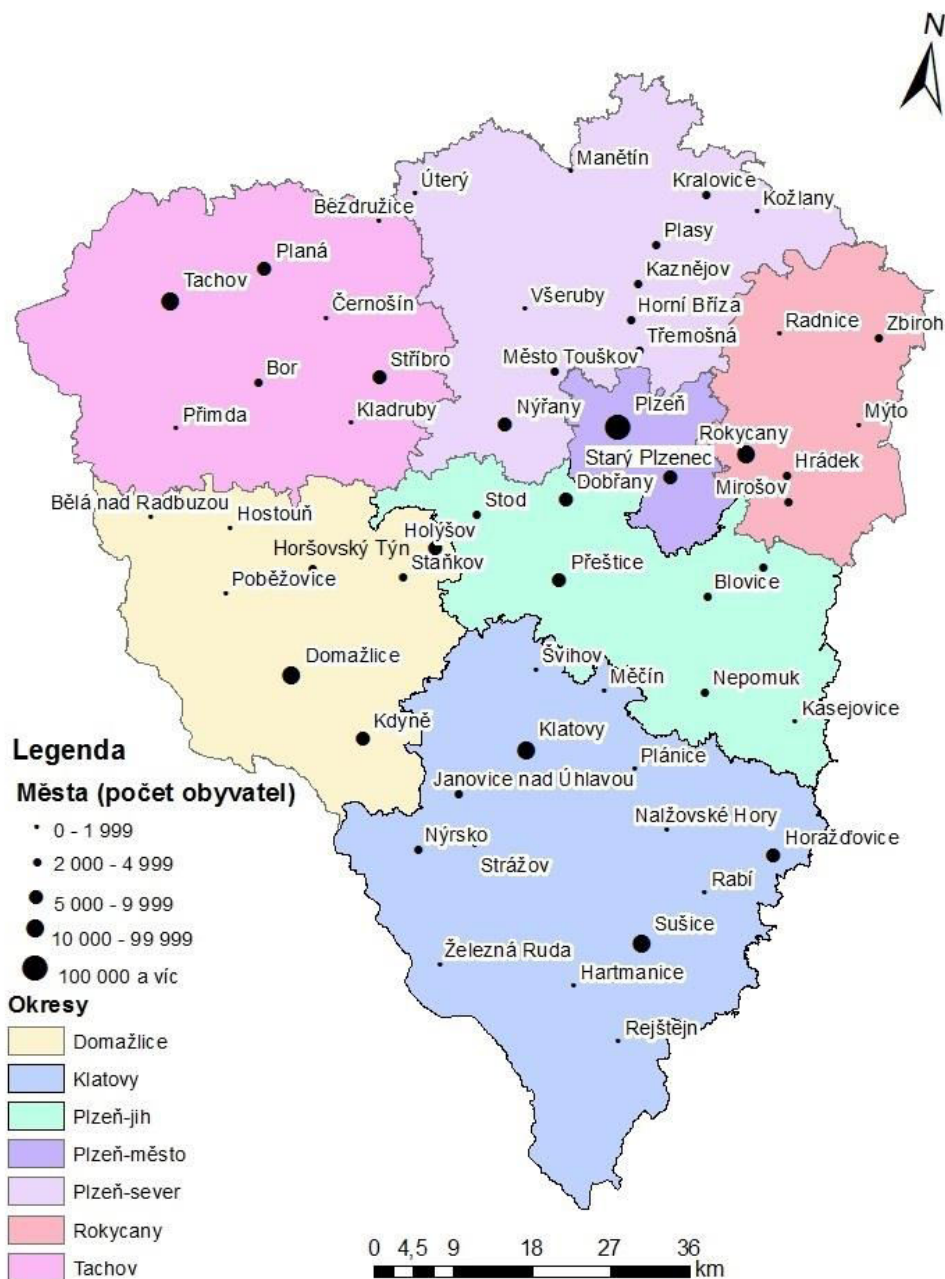 N
Manětín
Úterý
Kralovice
Kožlany
Bezdružice
Plasy
Planá
Kaznějov
Tachov
Všeruby
Horní Bříza
Černošín
Radnice
Zbiroh
Třemošná
Město Touškov
Stříbro
Bor
Plzeň
Mýto
Přimda
Kladruby
Nýřany
Rokycany
Starý Plzenec
Hrádek
Dobřany
Mirošov
Bělá nad Radbuzou
Stod
Hostouň
Holýšov
Horšovský Týn
Staňkov
Poběžovice
Přeštice
Blovice
Domažlice
Švihov
Měčín
Nepomuk
Kasejovice
Kdyně
Klatovy
Plánice
Janovice nad Úhlavou
Nalžovské Hory
Horažďovice
Nýrsko
Strážov
Rabí
Sušice
Železná Ruda
Hartmanice
Rejštejn
Legenda
Města (počet obyvatel)
0 - 1 999
2 000 - 4 999
5 000 - 9 999
10 000 - 99 999
100 000 a víc
Okresy
Domažlice
Klatovy
Plzeň-jih
Plzeň-město
Plzeň-sever
Rokycany
Tachov
0 4,5 9 18 27 36
km